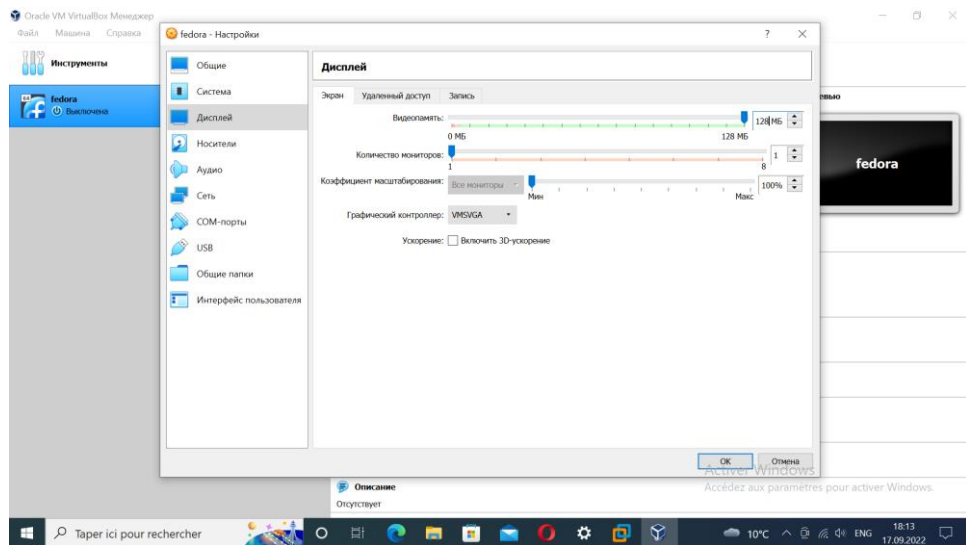 Oracle VM VirtualBox Менеджер
Файл Машина Справка
Инструменты
64
fedora
Выключена
fedora - Настройки
?
Общие
Система
Дисплей
Носители
Аудио
Сеть
COM-порты
USB
Общие папки
Интерфейс пользователя
Дисплей
Экран Удаленный доступ Запись
Видеопамять: 128 МБ
0 МБ 128 МБ
Количество мониторов: 1
1 8
Коэффициент масштабирования: Все мониторы 100%
Мин Макс
Графический контроллер: VMSVGA
Ускорение: Включить 3D-ускорение
OK Отмена
fedora
Activer Windows
Accédez aux paramètres pour activer Windows.
Описание
Отсутствует
Taper ici pour rechercher
10°C
ENG
18:13
17.09.2022